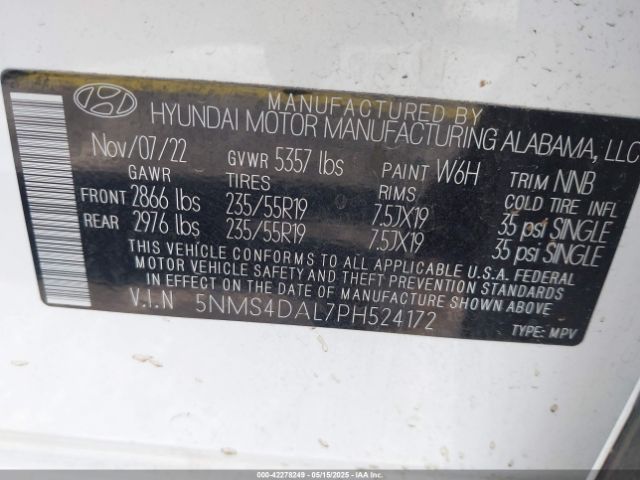 MANUFACTURED BY
HYUNDAI MOTOR MANUFACTURING ALABAMA, LLC
Nov/07/22 GVWR 5357 lbs PAINT W6H TRIM NNB
GAWR TIRES RIMS COLD TIRE INFL
FRONT 2866 lbs 235/55R19 7.5JX19 35 psi SINGLE
REAR 2976 lbs 235/55R19 7.5JX19 35 psi SINGLE
THIS VEHICLE CONFORMS TO ALL APPLICABLE U.S.A. FEDERAL
MOTOR VEHICLE SAFETY AND THEFT PREVENTION STANDARDS
IN EFFECT ON THE DATE OF MANUFACTURE SHOWN ABOVE
V.I.N 5NMS4DAL7PH524172
TYPE: MPV
000-42278249 - 05/15/2025 - IAAI.com